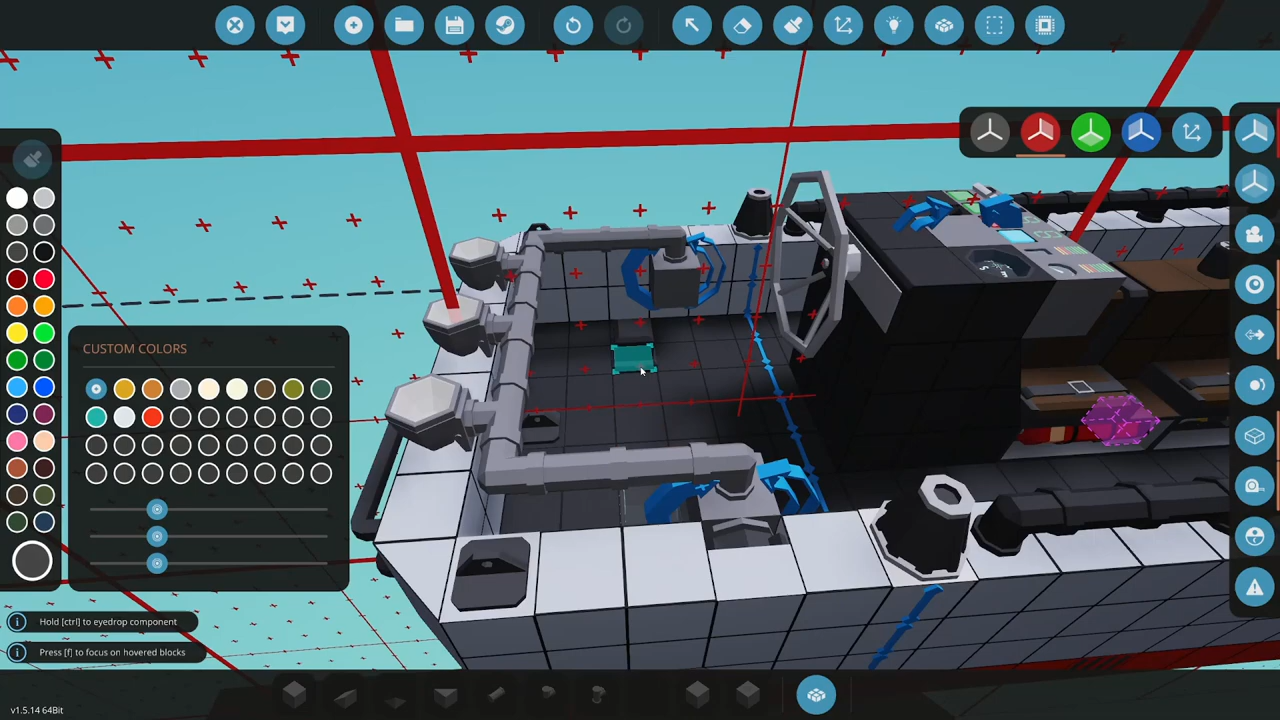 CUSTOM COLORS
Hold [ctrl] to eyedrop component
Press [f] to focus on hovered blocks
v1.5.14 64Bit